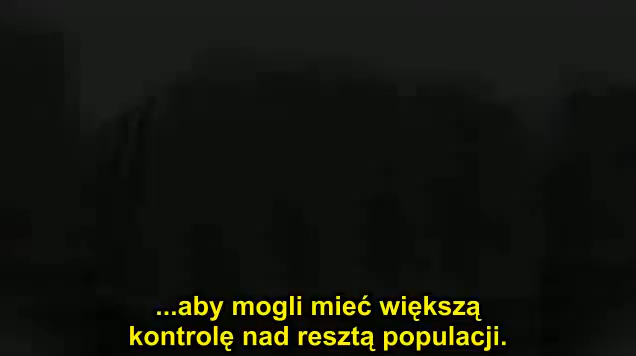 ...aby mogli mieć większą
kontrolę nad resztą populacji.